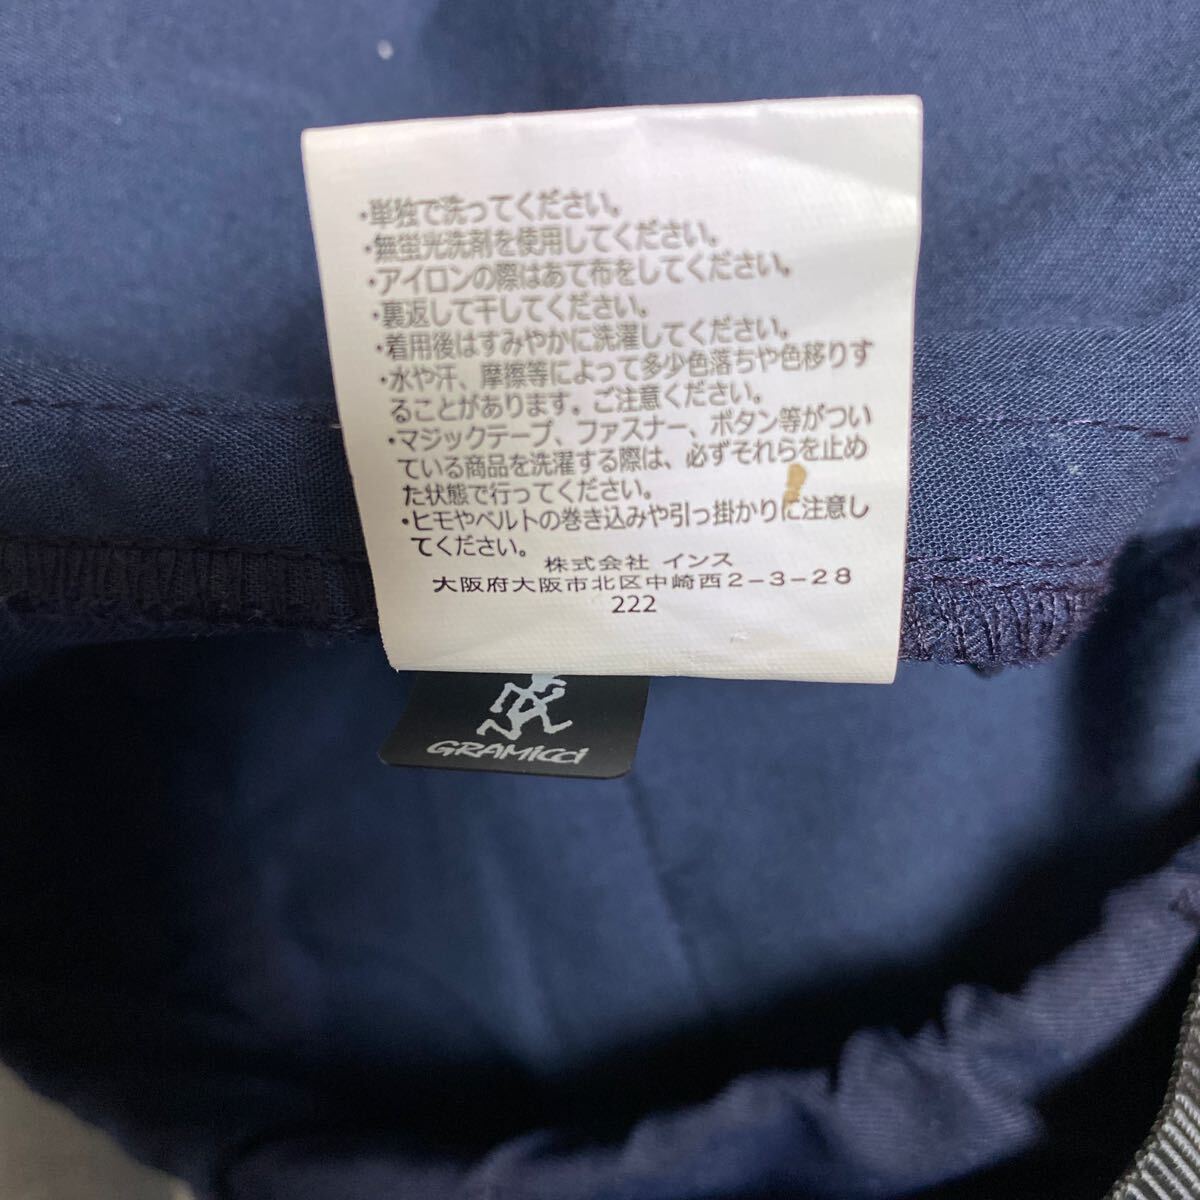 ・単独で洗ってください。
・無蛍光洗剤を使用してください。
・アイロンの際はあて布をしてください。
・裏返して干してください。
・着用後はすみやかに洗濯してください。
・水や汗、摩擦等によって多少色落ちや色移りす
ることがあります。ご注意ください。
・マジックテープ、ファスナー、ボタン等がつい
ている商品を洗濯する際は、必ずそれらを止め
た状態で行ってください。
・ヒモやベルトの巻き込みや引っ掛かりに注意し
てください。
株式会社 インス
大阪府大阪市北区中崎西2-3-28
222
GRAMICCI